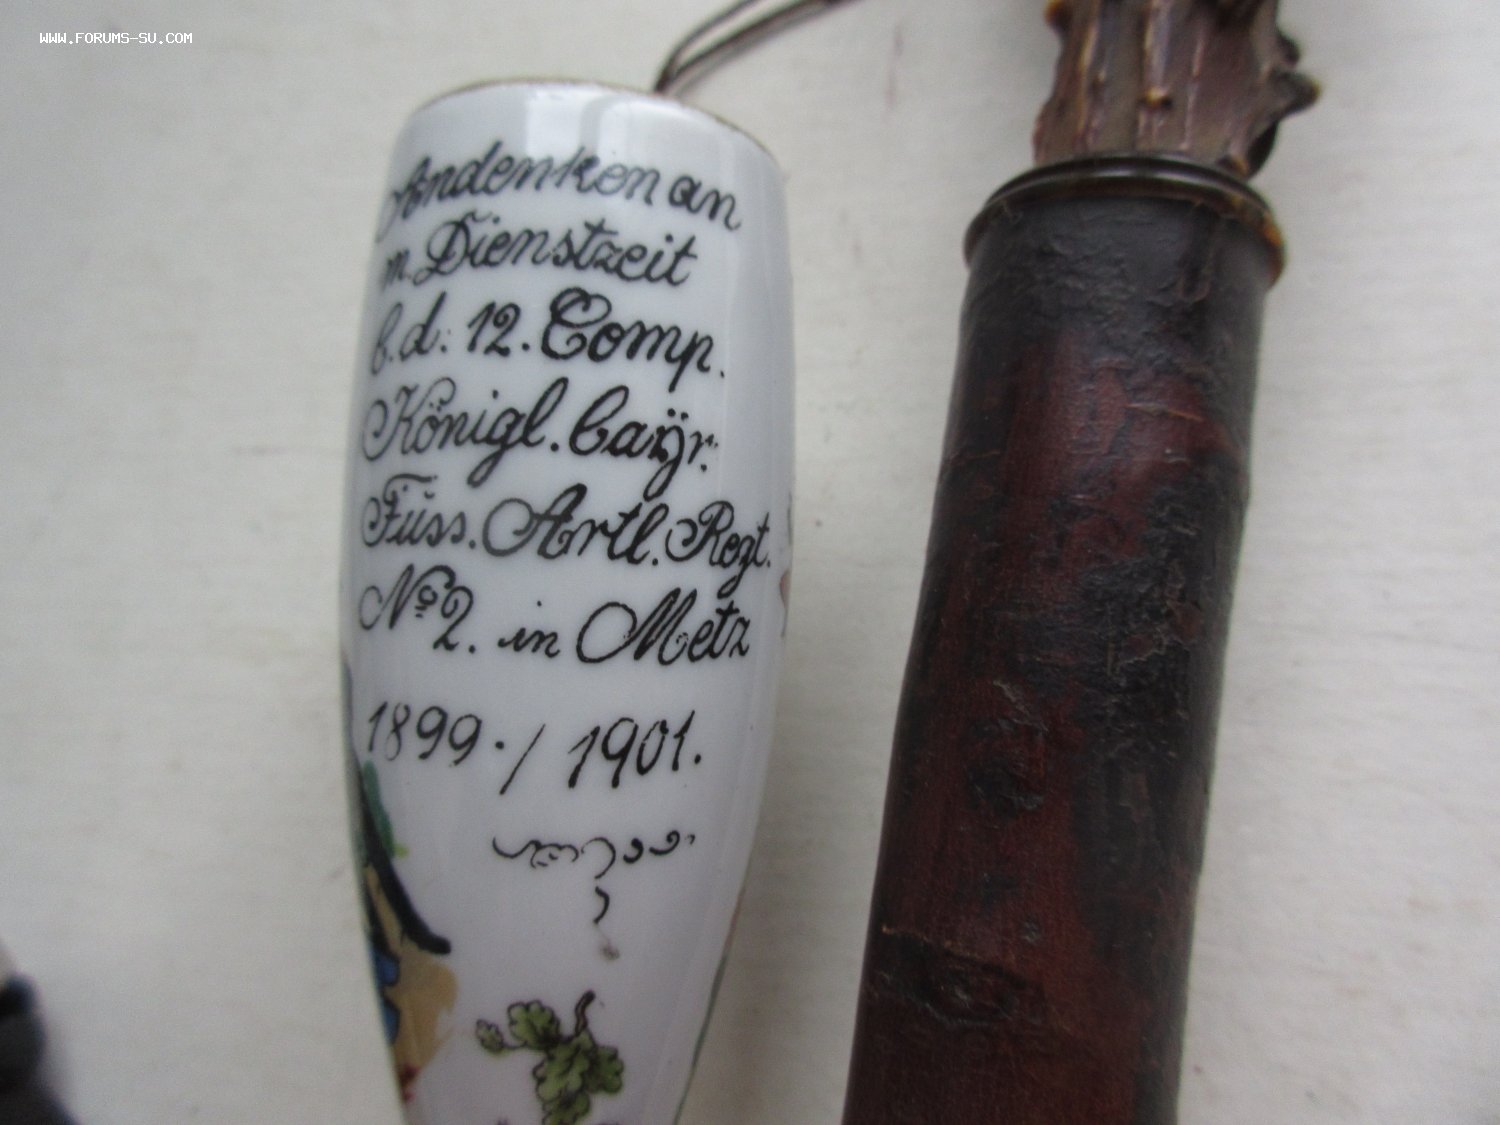 WWW.FORUMS-SU.COM
Andenken an
m. Dienstzeit
b. d: 12. Comp.
Königl. bayr.
Fuss. Artl. Regt.
No 2. in Metz
1899./1901.